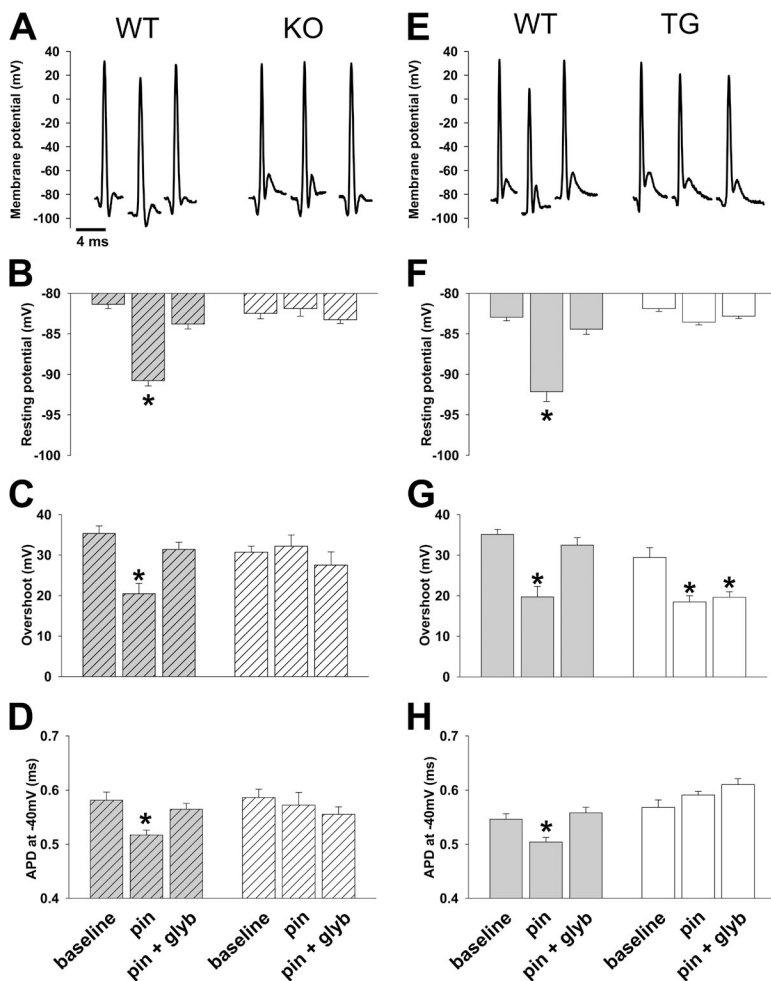 A
WT
KO
Membrane potential (mV)
40
20
0
-20
-40
-60
-80
-100
4 ms
E
WT
TG
Membrane potential (mV)
40
20
0
-20
-40
-60
-80
-100
B
Resting potential (mV)
-80
-85
-90
-95
-100
*
F
Resting potential (mV)
-80
-85
-90
-95
-100
*
C
Overshoot (mV)
40
30
20
10
0
*
G
Overshoot (mV)
40
30
20
10
0
*
*
*
D
APD at -40mV (ms)
0.7
0.6
0.5
0.4
*
baseline
pin
pin + glyb
baseline
pin
pin + glyb
H
APD at -40mV (ms)
0.7
0.6
0.5
0.4
*
baseline
pin
pin + glyb
baseline
pin
pin + glyb